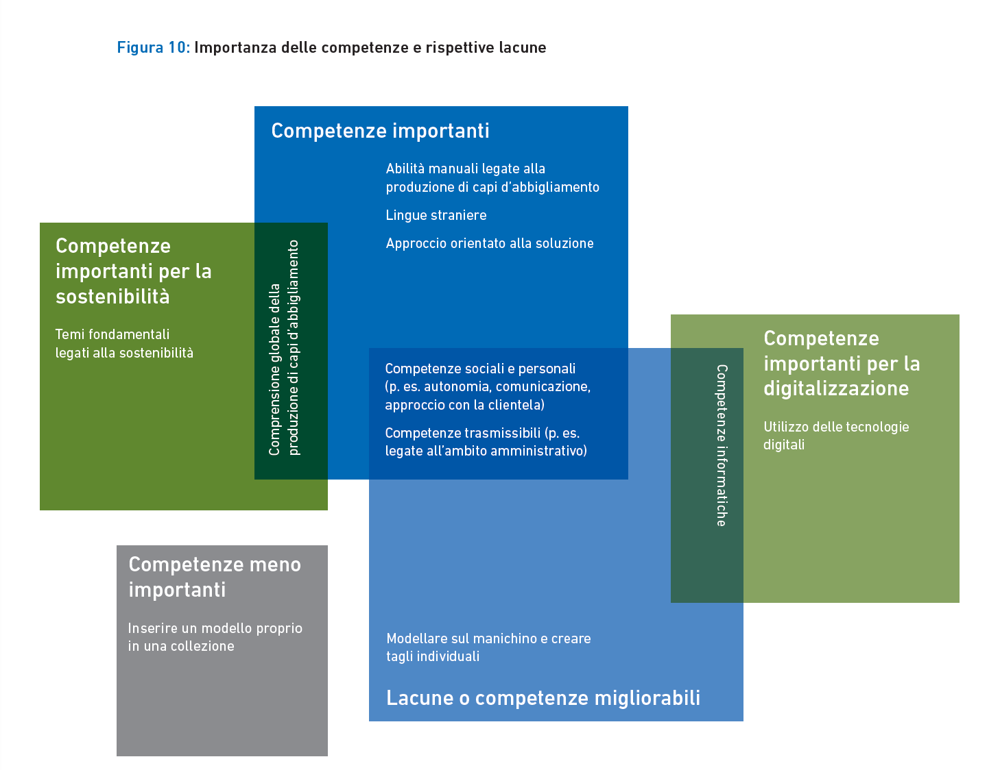 Figura 10: Importanza delle competenze e rispettive lacune
Competenze importanti
Abilità manuali legate alla
produzione di capi d’abbigliamento
Lingue straniere
Approccio orientato alla soluzione
Competenze
importanti per la
sostenibilità
Temi fondamentali
legati alla sostenibilità
Comprensione globale della
produzione di capi d’abbigliamento
Competenze sociali e personali
(p. es. autonomia, comunicazione,
approccio con la clientela)
Competenze trasmissibili (p. es.
legate all’ambito amministrativo)
Competenze informatiche
Competenze
importanti per la
digitalizzazione
Utilizzo delle tecnologie
digitali
Competenze meno
importanti
Inserire un modello proprio
in una collezione
Modellare sul manichino e creare
tagli individuali
Lacune o competenze migliorabili